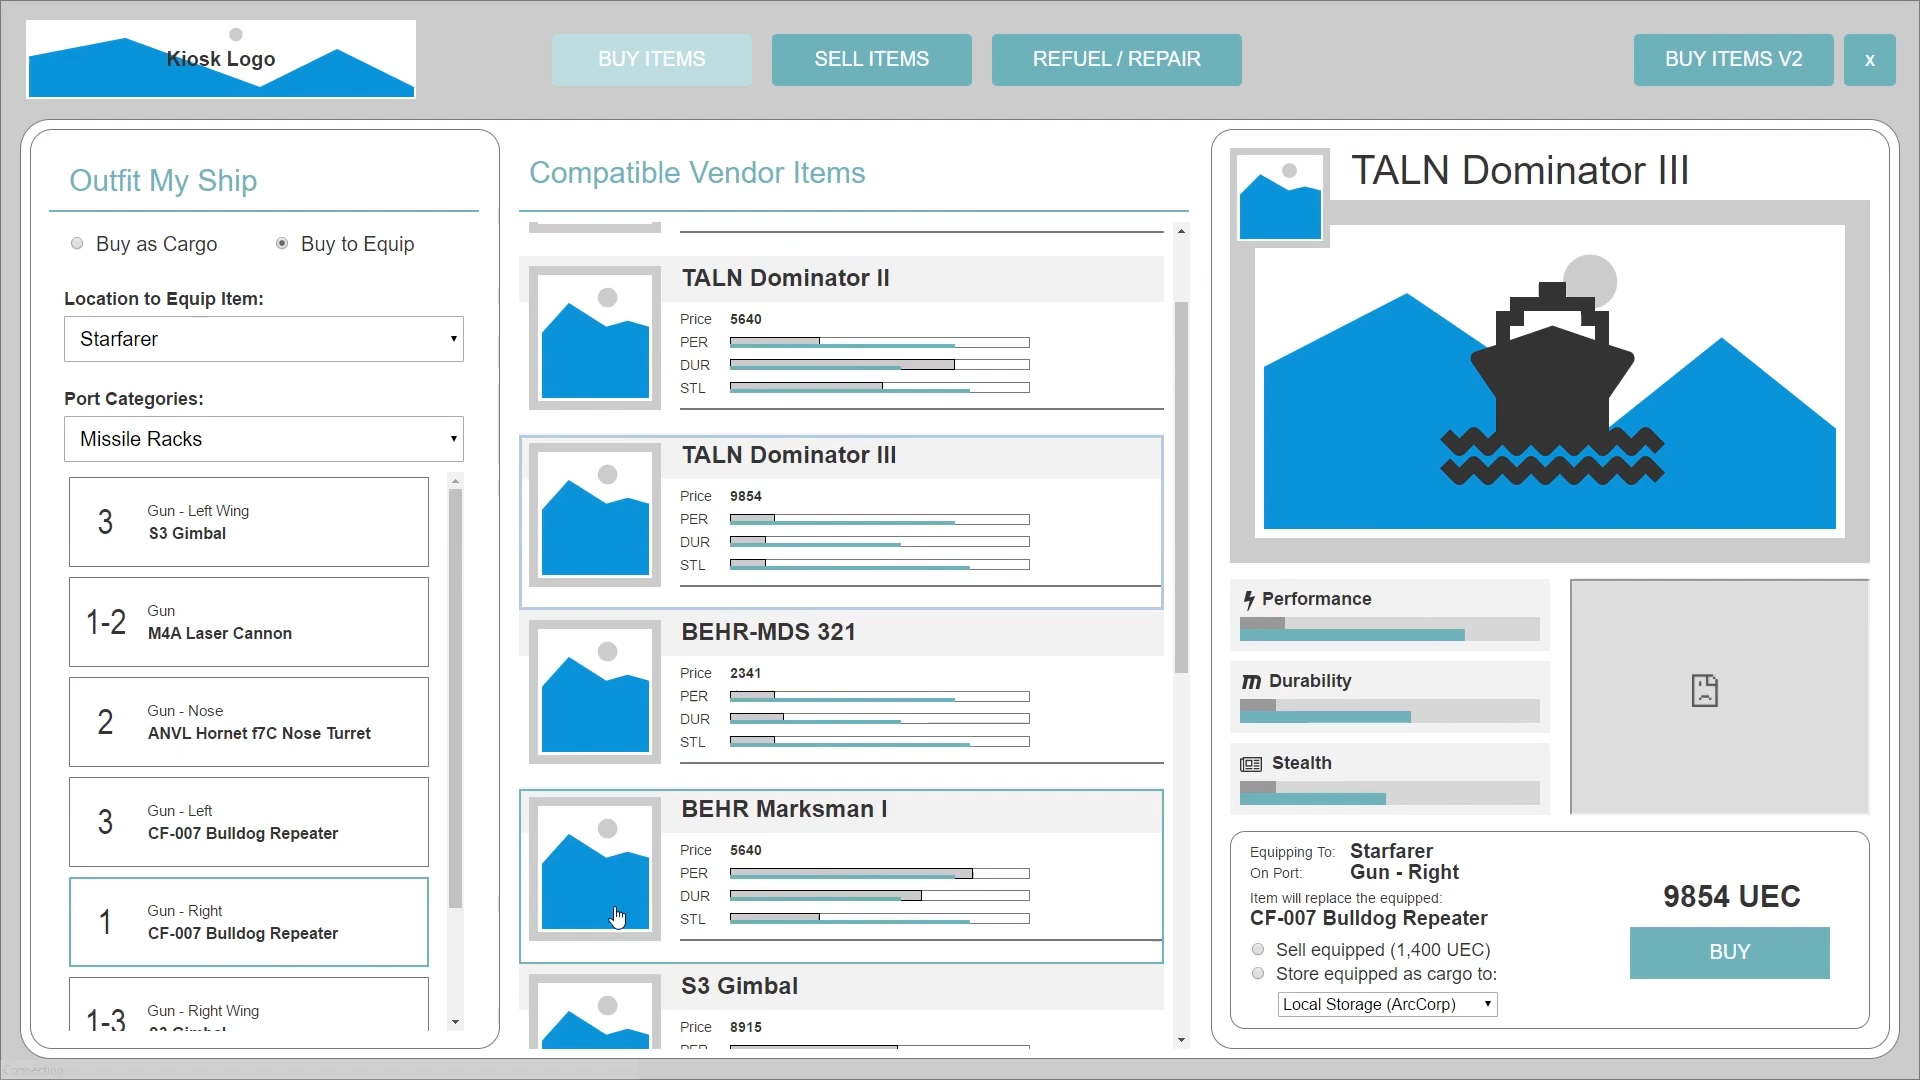 Kiosk Logo
BUY ITEMS
SELL ITEMS
REFUEL / REPAIR
BUY ITEMS V2
x
Outfit My Ship
Buy as Cargo
Buy to Equip
Location to Equip Item:
Starfarer
Port Categories:
Missile Racks
3
Gun - Left Wing
S3 Gimbal
1-2
Gun
M4A Laser Cannon
2
Gun - Nose
ANVL Hornet f7C Nose Turret
3
Gun - Left
CF-007 Bulldog Repeater
1
Gun - Right
CF-007 Bulldog Repeater
1-3
Gun - Right Wing
S3 Gimbal
Compatible Vendor Items
TALN Dominator II
Price 5640
PER
DUR
STL
TALN Dominator III
Price 9854
PER
DUR
STL
BEHR-MDS 321
Price 2341
PER
DUR
STL
BEHR Marksman I
Price 5640
PER
DUR
STL
S3 Gimbal
Price 8915
PER
TALN Dominator III
Performance
Durability
Stealth
Equipping To: Starfarer
On Port: Gun - Right
Item will replace the equipped:
CF-007 Bulldog Repeater
Sell equipped (1,400 UEC)
Store equipped as cargo to:
Local Storage (ArcCorp)
9854 UEC
BUY
Connecting